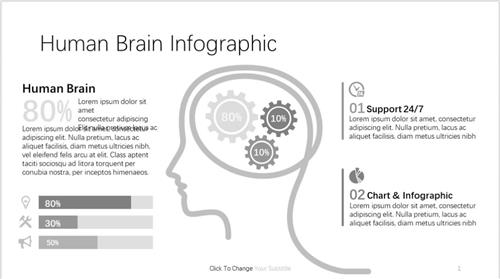 Human Brain Infographic
Human Brain
80%
Lorem ipsum dolor sit
amet
consectetur adipiscing
Elit nulla pretium lacus ac
Lorem ipsum dolor sit amet, consectetur
adipiscing elit. Nulla pretium, lacus ac
aliquet facilisis, diam metus ultricies nibh,
vel eleifend felis arcu id mauris. Class aptent
taciti sociosqu ad litora torquent per
conubia nostra, per inceptos himenaeos.
80%
30%
50%
80%
10%
10%
01 Support 24/7
Lorem ipsum dolor sit amet, adipiscing
elit. Nulla pretium, lacus ac
aliquet facilisis, diam metus ultricies nibh
02 Chart & Infographic
Lorem ipsum dolor sit amet, adipiscing
elit. Nulla pretium, lacus ac
aliquet facilisis, diam metus ultricies nibh
Click To Change Your Subtitle